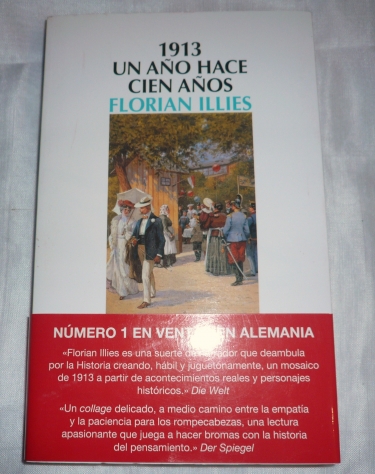 1913
UN AÑO HACE
CIEN AÑOS
FLORIAN ILLIES
NÚMERO 1 EN VENTAS EN ALEMANIA
«Florian Illies es una suerte de narrador que deambula
por la Historia creando, hábil y juguetonamente, un mosaico
de 1913 a partir de acontecimientos reales y personajes
históricos.» Die Welt
«Un collage delicado, a medio camino entre la empatía
y la paciencia para los rompecabezas, una lectura
apasionante que juega a hacer bromas con la historia
del pensamiento.» Der Spiegel